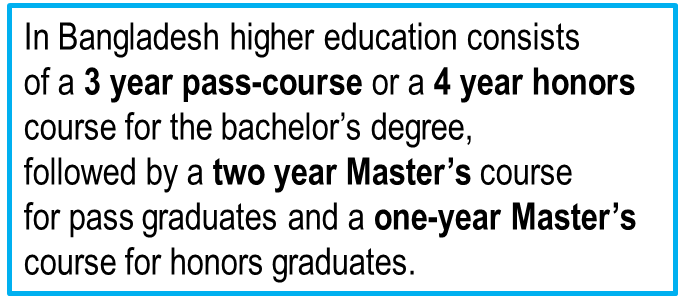 In Bangladesh higher education consists
of a 3 year pass-course or a 4 year honors
course for the bachelor’s degree,
followed by a two year Master’s course
for pass graduates and a one-year Master’s
course for honors graduates.